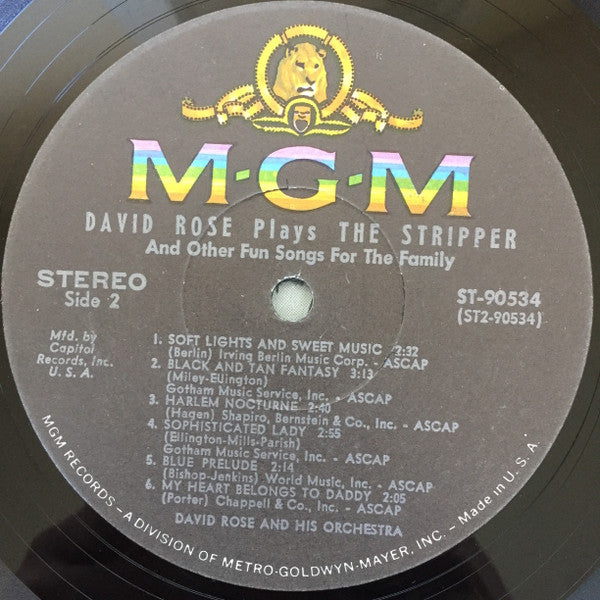 M·G·M
DAVID ROSE Plays THE STRIPPER
And Other Fun Songs For The Family
STEREO
Side 2
ST-90534
(ST2-90534)
Mfd. by
Capitol
Records, Inc.
U. S. A.
1. SOFT LIGHTS AND SWEET MUSIC 2:32
(Berlin) Irving Berlin Music Corp. - ASCAP
2. BLACK AND TAN FANTASY 3:13
(Miley-Ellington)
Gotham Music Service, Inc. - ASCAP
3. HARLEM NOCTURNE 2:40
(Hagen) Shapiro, Bernstein & Co., Inc. - ASCAP
4. SOPHISTICATED LADY 2:55
(Ellington-Mills-Parish)
Gotham Music Service, Inc. - ASCAP
5. BLUE PRELUDE 2:14
(Bishop-Jenkins) World Music, Inc. - ASCAP
6. MY HEART BELONGS TO DADDY 2:05
(Porter) Chappell & Co., Inc. - ASCAP
DAVID ROSE AND HIS ORCHESTRA
MGM RECORDS – A DIVISION OF METRO-GOLDWYN-MAYER, INC. – Made in U. S. A.